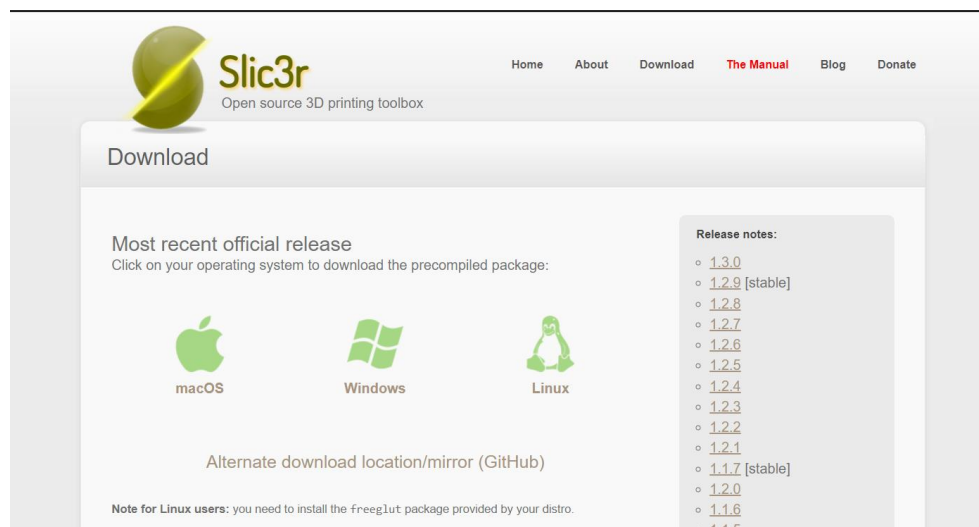 Slic3r
Open source 3D printing toolbox
Home About Download The Manual Blog Donate
Download
Most recent official release
Click on your operating system to download the precompiled package:
macOS Windows Linux
Alternate download location/mirror (GitHub)
Note for Linux users: you need to install the freeglut package provided by your distro.
Release notes:
1.3.0
1.2.9 [stable]
1.2.8
1.2.7
1.2.6
1.2.5
1.2.4
1.2.3
1.2.2
1.2.1
1.1.7 [stable]
1.2.0
1.1.6